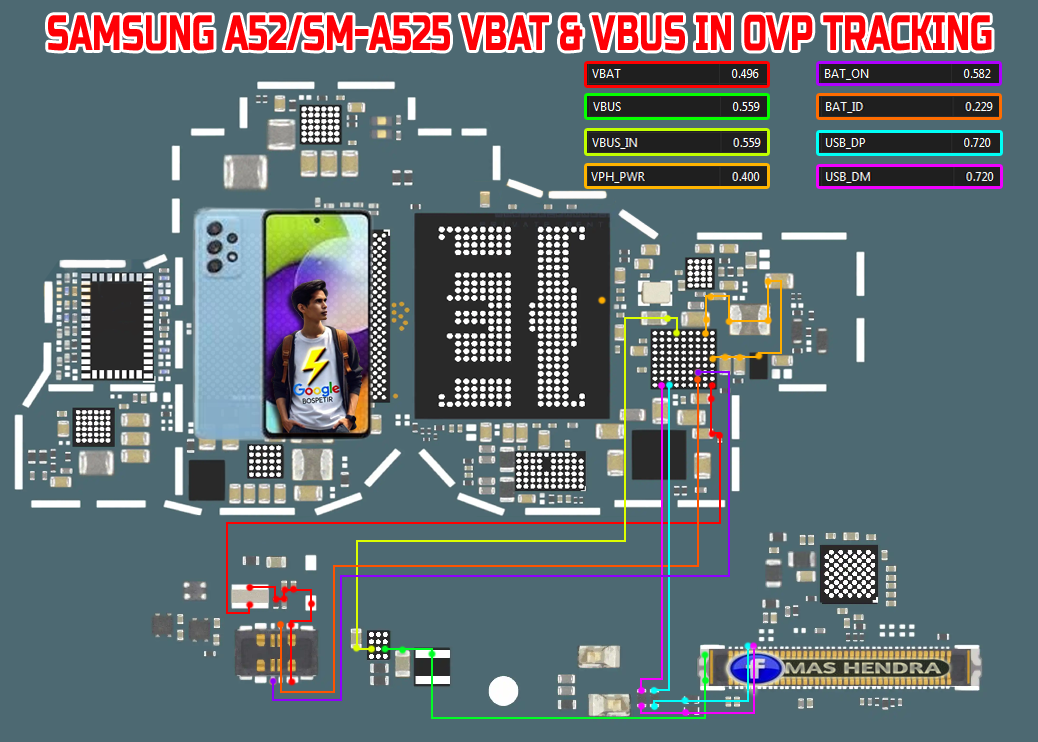 SAMSUNG A52/SM-A525 VBAT & VBUS IN OVP TRACKING
VBAT 0.496
BAT_ON 0.582
VBUS 0.559
BAT_ID 0.229
VBUS_IN 0.559
USB_DP 0.720
VPH_PWR 0.400
USB_DM 0.720
Google
BOSPETIR
MAS HENDRA